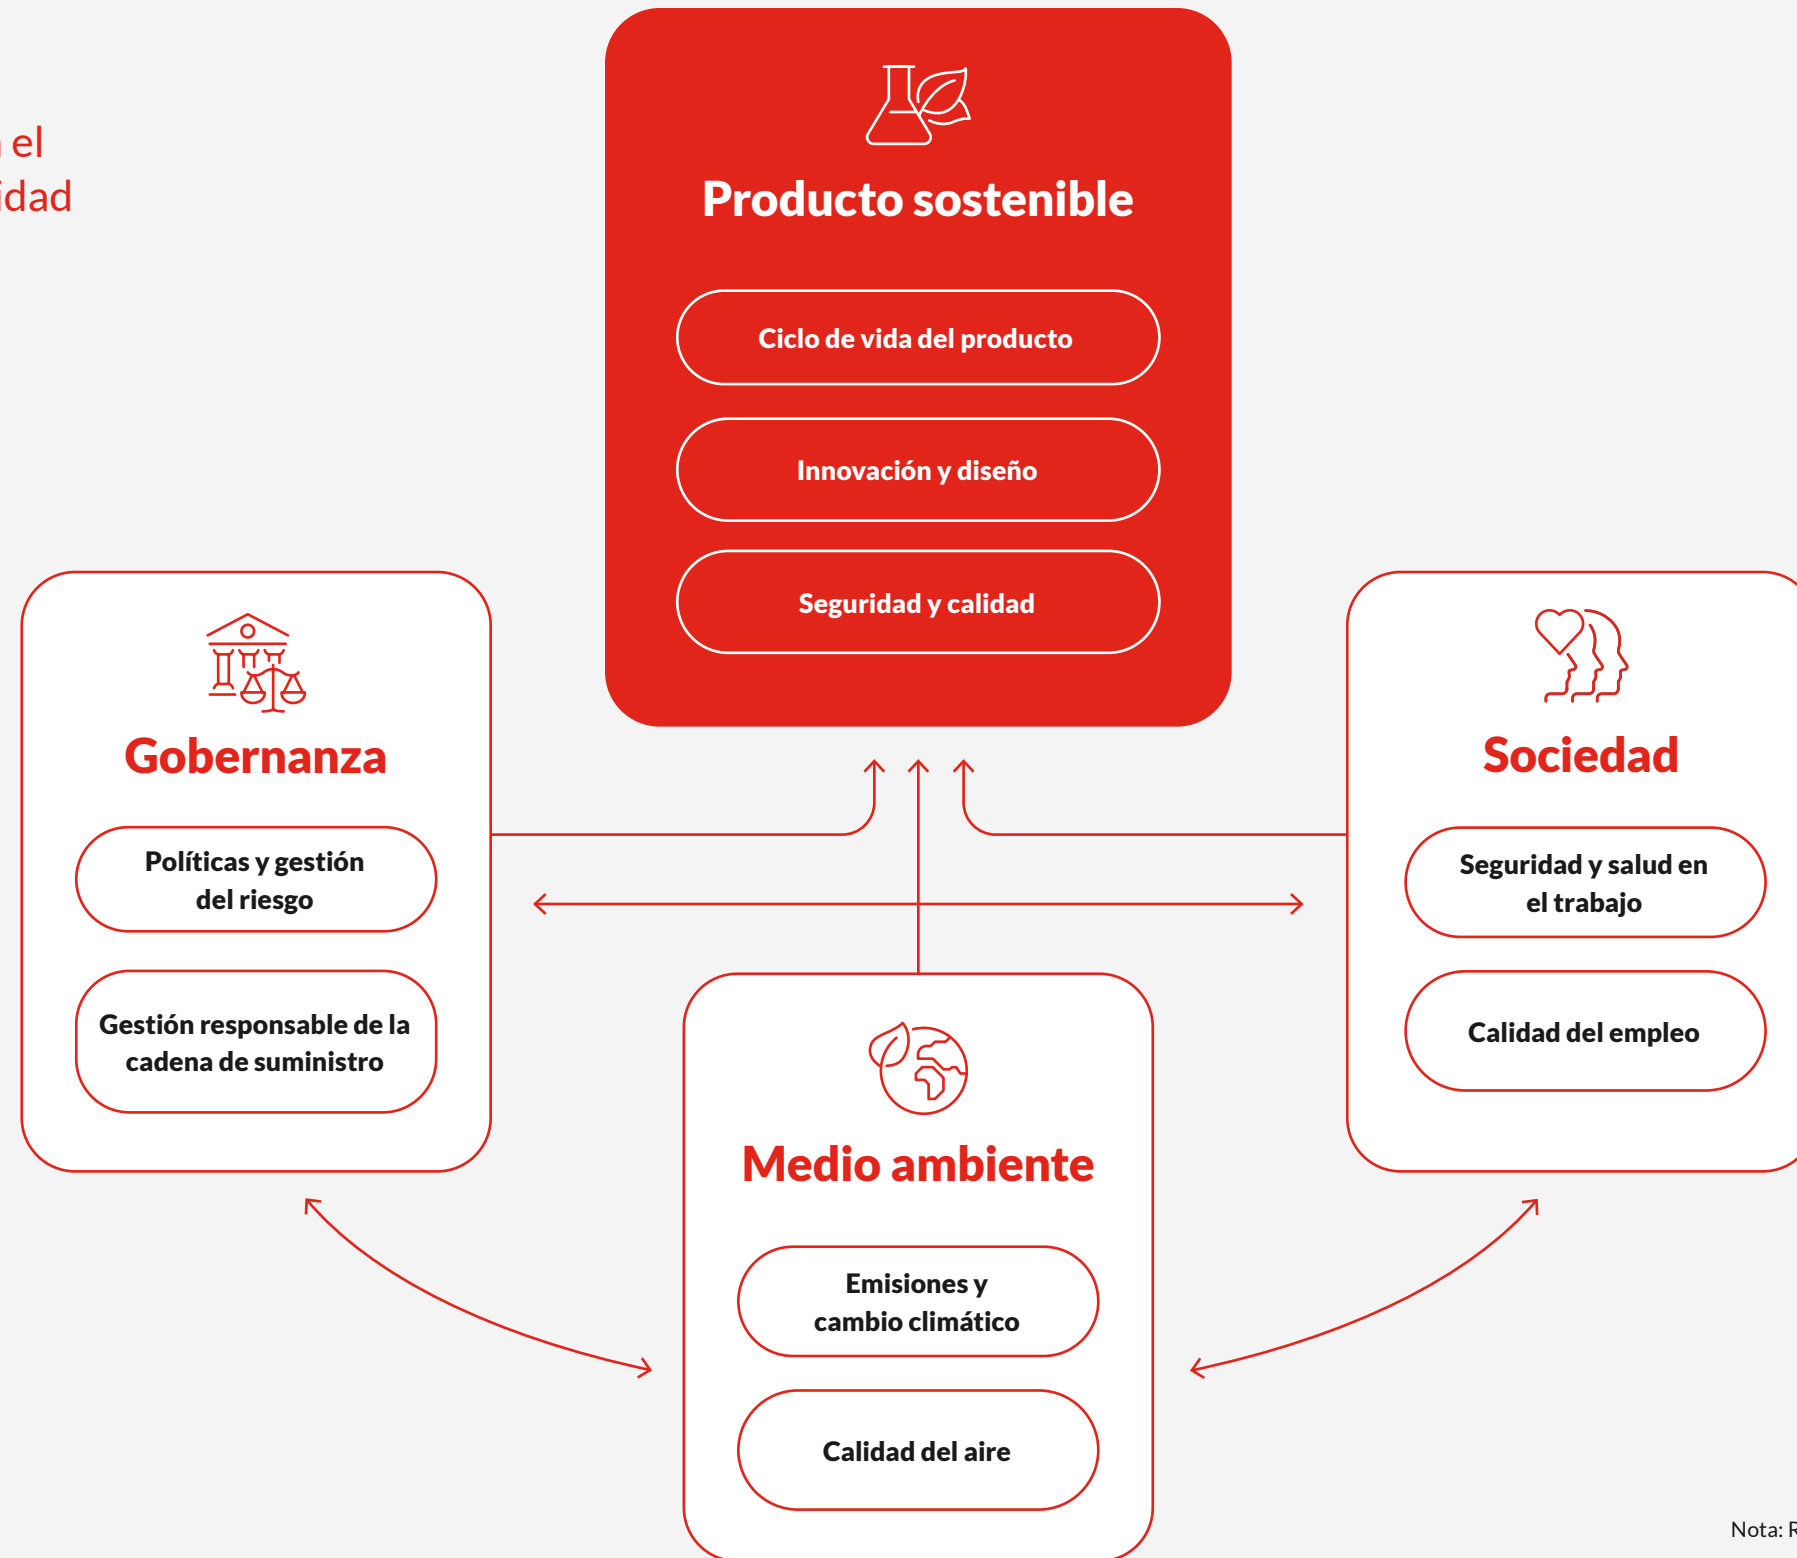 el
idad
Producto sostenible
Ciclo de vida del producto
Innovación y diseño
Seguridad y calidad
Gobernanza
Políticas y gestión
del riesgo
Gestión responsable de la
cadena de suministro
Sociedad
Seguridad y salud en
el trabajo
Calidad del empleo
Medio ambiente
Emisiones y
cambio climático
Calidad del aire
Nota: R